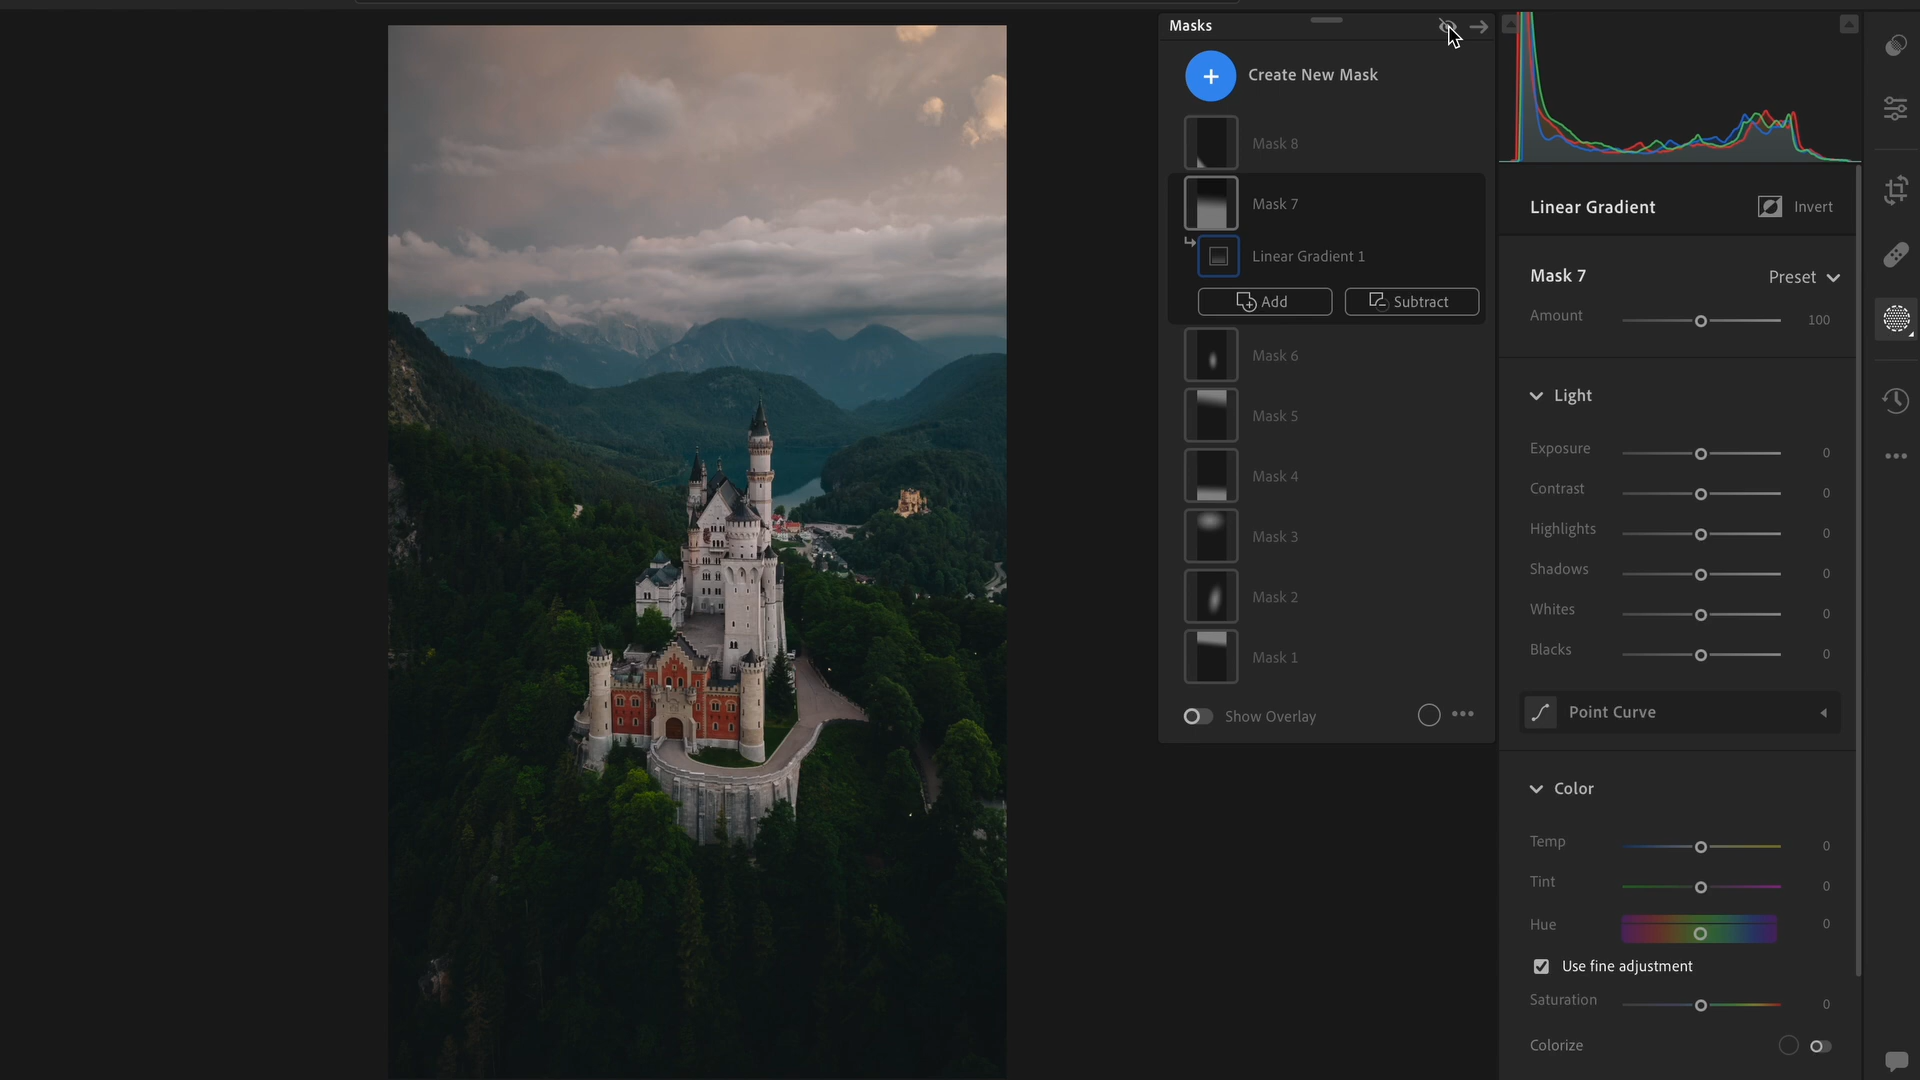 Masks
Create New Mask
Mask 8
Mask 7
Linear Gradient 1
Add
Subtract
Mask 6
Mask 5
Mask 4
Mask 3
Mask 2
Mask 1
Show Overlay
Linear Gradient
Invert
Mask 7
Preset
Amount
100
Light
Exposure
0
Contrast
0
Highlights
0
Shadows
0
Whites
0
Blacks
0
Point Curve
Color
Temp
0
Tint
0
Hue
0
Use fine adjustment
Saturation
0
Colorize